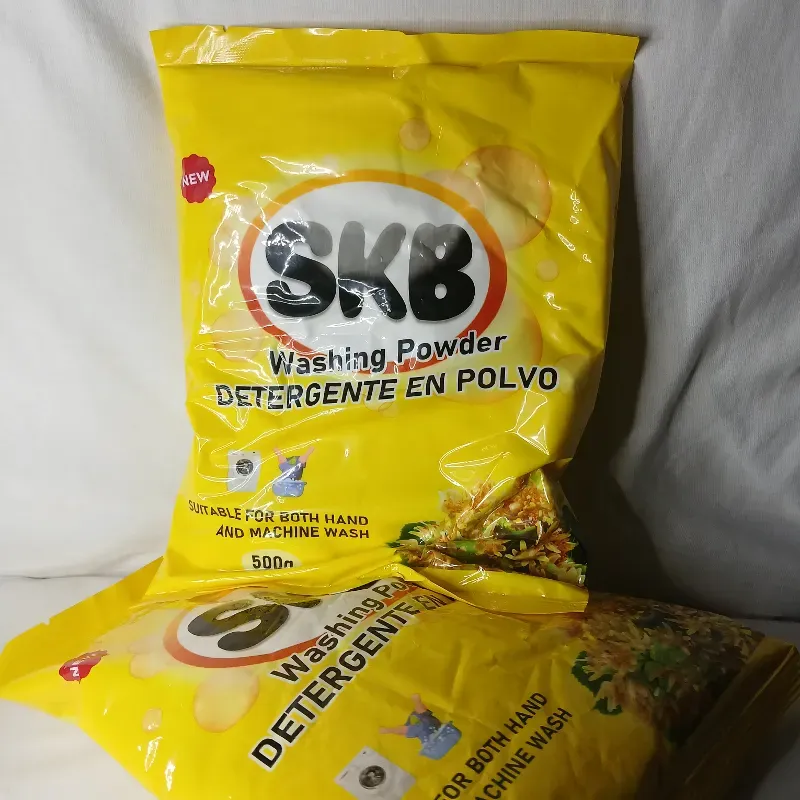 NEW
SKB
Washing Powder
DETERGENTE EN POLVO
SUITABLE FOR BOTH HAND
AND MACHINE WASH
500g
SKB
Washing Po
DETERGENTE EN
FOR BOTH HAND
MACHINE WASH